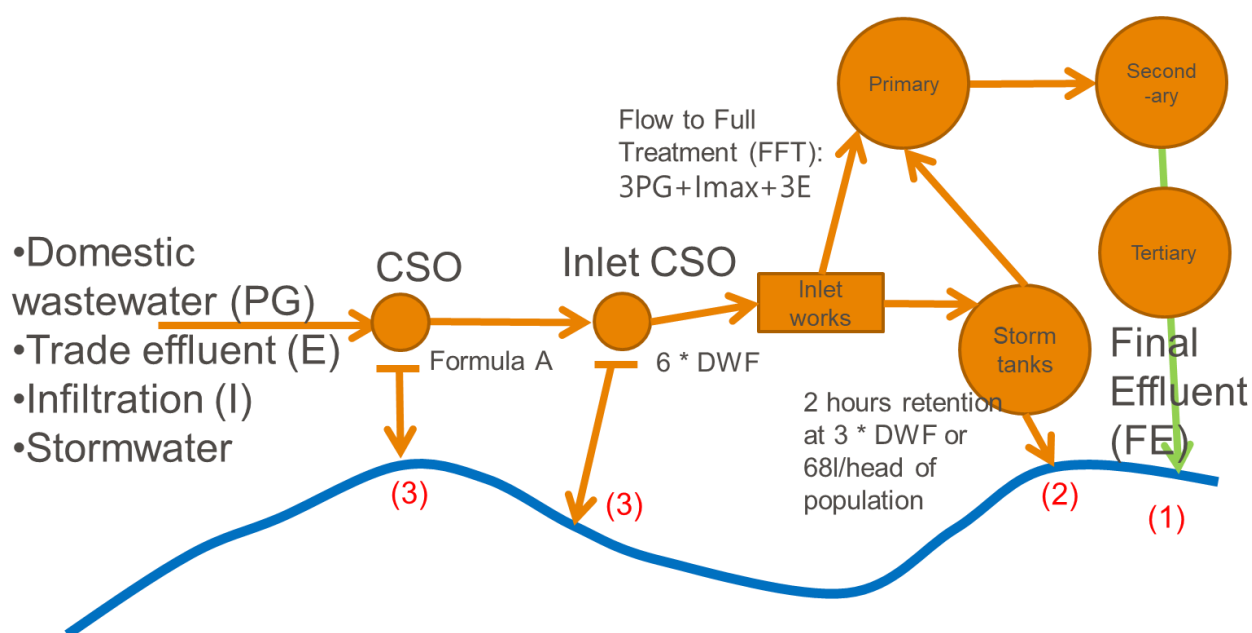 •Domestic
wastewater (PG)
•Trade effluent (E)
•Infiltration (I)
•Stormwater
CSO
Formula A
(3)
Inlet CSO
6 * DWF
(3)
Flow to Full
Treatment (FFT):
3PG+Imax+3E
Inlet
works
Primary
Second
-ary
Tertiary
Storm
tanks
2 hours retention
at 3 * DWF or
68l/head of
population
(2)
Final
Effluent
(FE)
(1)